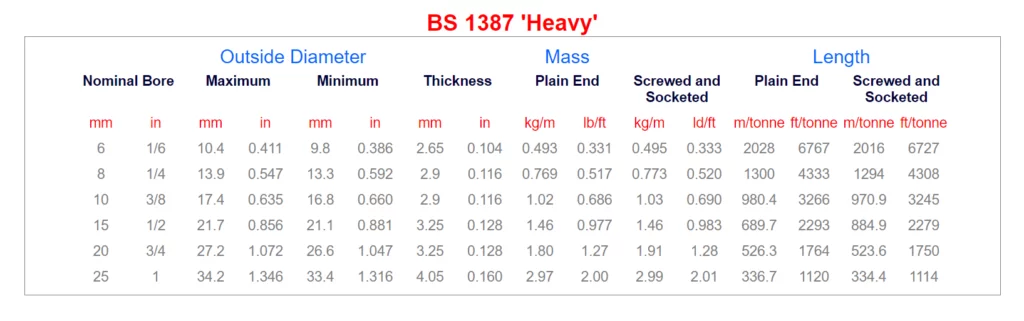 BS 1387 'Heavy'
Outside Diameter Mass Length
Nominal Bore Maximum Minimum Thickness Plain End Screwed and Socketed Plain End Screwed and Socketed
mm in mm in mm in mm in kg/m lb/ft kg/m ld/ft m/tonne ft/tonne m/tonne ft/tonne
6 1/6 10.4 0.411 9.8 0.386 2.65 0.104 0.493 0.331 0.495 0.333 2028 6767 2016 6727
8 1/4 13.9 0.547 13.3 0.592 2.9 0.116 0.769 0.517 0.773 0.520 1300 4333 1294 4308
10 3/8 17.4 0.635 16.8 0.660 2.9 0.116 1.02 0.686 1.03 0.690 980.4 3266 970.9 3245
15 1/2 21.7 0.856 21.1 0.881 3.25 0.128 1.46 0.977 1.46 0.983 689.7 2293 884.9 2279
20 3/4 27.2 1.072 26.6 1.047 3.25 0.128 1.80 1.27 1.91 1.28 526.3 1764 523.6 1750
25 1 34.2 1.346 33.4 1.316 4.05 0.160 2.97 2.00 2.99 2.01 336.7 1120 334.4 1114